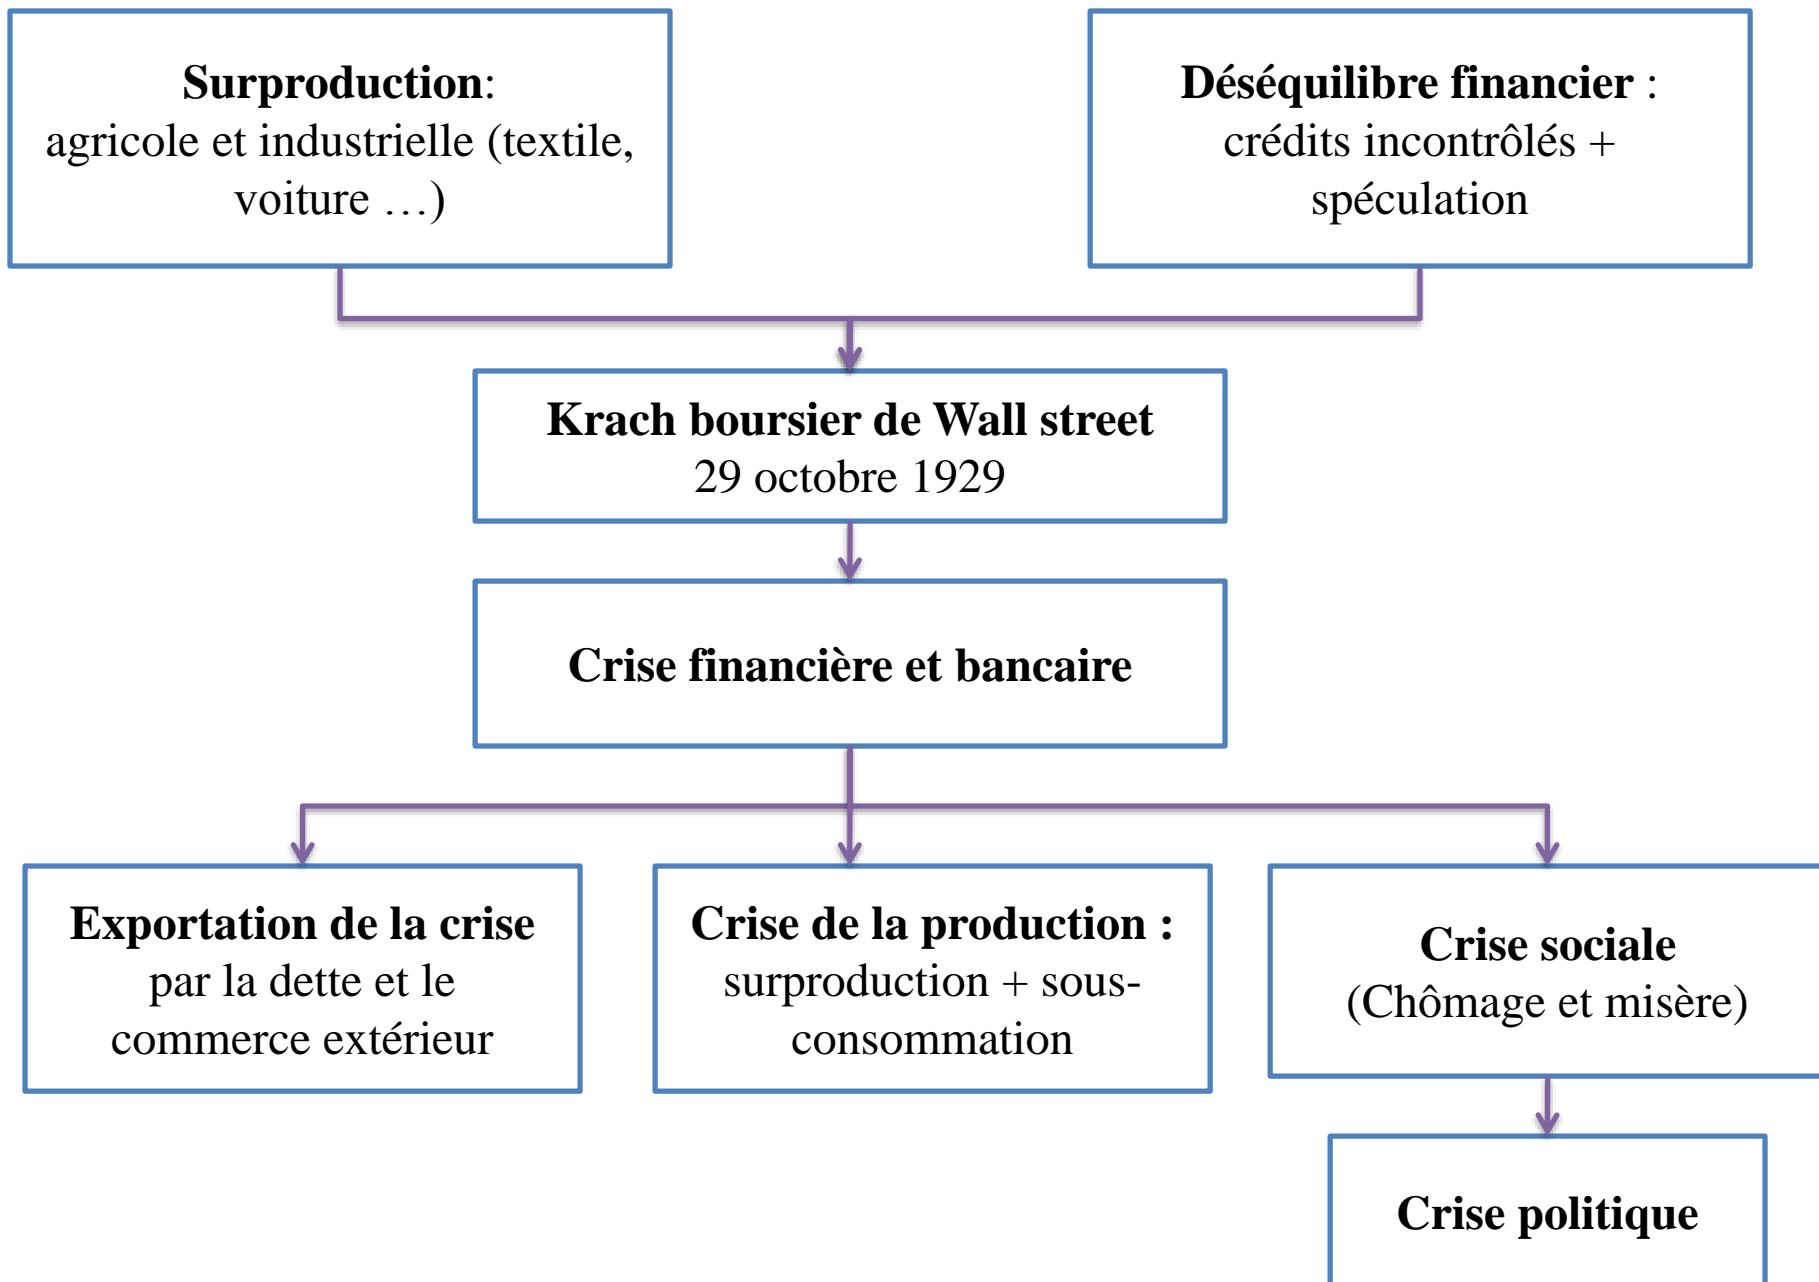 Surproduction:
agricole et industrielle (textile,
voiture …)
Déséquilibre financier :
crédits incontrôlés +
spéculation
Krach boursier de Wall street
29 octobre 1929
Crise financière et bancaire
Exportation de la crise
par la dette et le
commerce extérieur
Crise de la production :
surproduction + sous-
consommation
Crise sociale
(Chômage et misère)
Crise politique